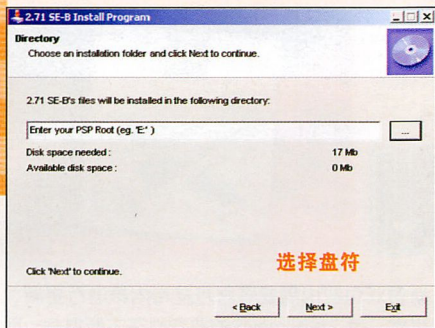 2.71 SE-B Install Program
Directory
Choose an installation folder and click Next to continue.
2.71 SE-B's files will be installed in the following directory:
Enter your PSP Root (eg. 'E:' )
...
Disk space needed : 17 Mb
Available disk space : 0 Mb
选择盘符
Click 'Next' to continue.
< Back Next > Exit